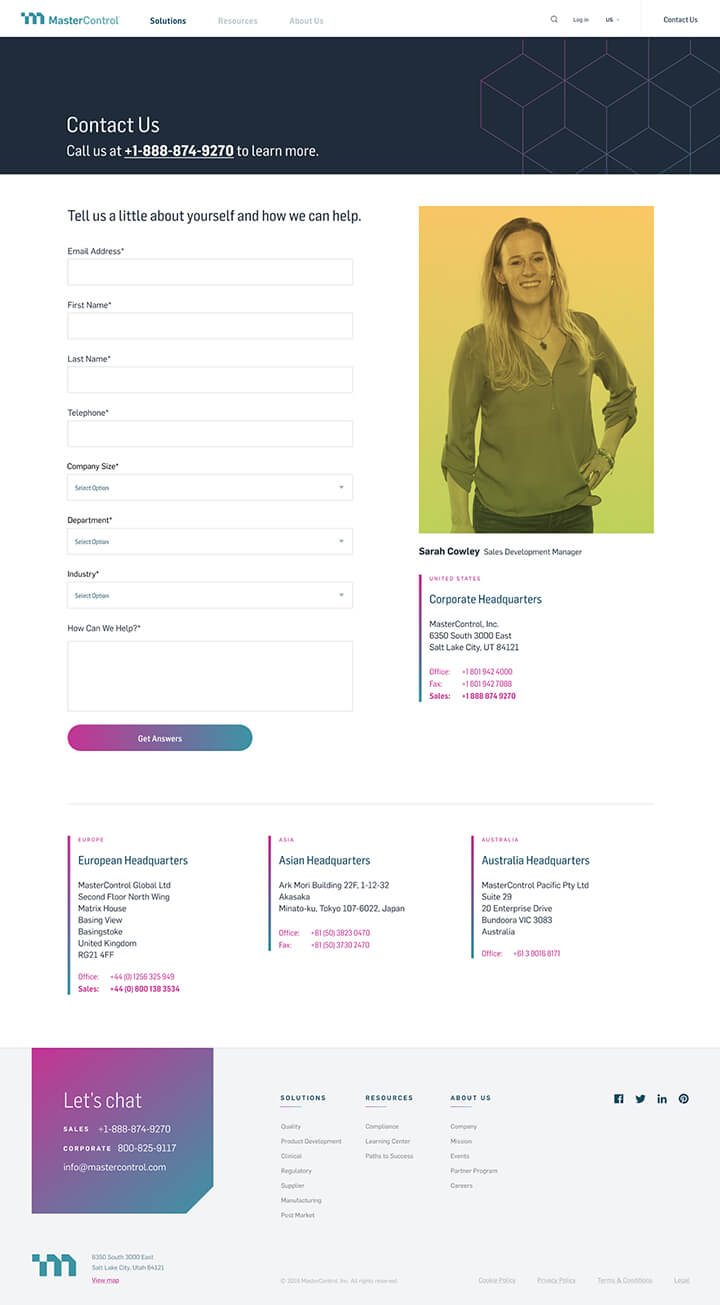 MasterControl
Solutions
Resources
About Us
Log in
US
Contact Us
Contact Us
Call us at +1-888-874-9270 to learn more.
Tell us a little about yourself and how we can help.
Email Address*
First Name*
Last Name*
Telephone*
Company Size*
Select Option
Department*
Select Option
Industry*
Select Option
How Can We Help?*
Get Answers
Sarah Cowley Sales Development Manager
UNITED STATES
Corporate Headquarters
MasterControl, Inc.
6350 South 3000 East
Salt Lake City, UT 84121
Office: +1 801 942 4000
Fax: +1 801 942 7088
Sales: +1 888 874 9270
EUROPE
European Headquarters
MasterControl Global Ltd
Second Floor North Wing
Matrix House
Basing View
Basingstoke
United Kingdom
RG21 4FF
Office: +44 (0) 1256 325 949
Sales: +44 (0) 800 138 3534
ASIA
Asian Headquarters
Ark Mori Building 22F, 1-12-32
Akasaka
Minato-ku, Tokyo 107-6022, Japan
Office: +81 (50) 3823 0470
Fax: +81 (50) 3730 2470
AUSTRALIA
Australia Headquarters
MasterControl Pacific Pty Ltd
Suite 29
20 Enterprise Drive
Bundoora VIC 3083
Australia
Office: +61 3 9016 8171
Let's chat
SALES +1-888-874-9270
CORPORATE 800-825-9117
info@mastercontrol.com
SOLUTIONS
Quality
Product Development
Clinical
Regulatory
Supplier
Manufacturing
Post Market
RESOURCES
Compliance
Learning Center
Paths to Success
ABOUT US
Company
Mission
Events
Partner Program
Careers
6350 South 3000 East
Salt Lake City, Utah 84121
View map
© 2019 MasterControl, Inc. All rights reserved.
Cookie Policy
Privacy Policy
Terms & Conditions
Legal